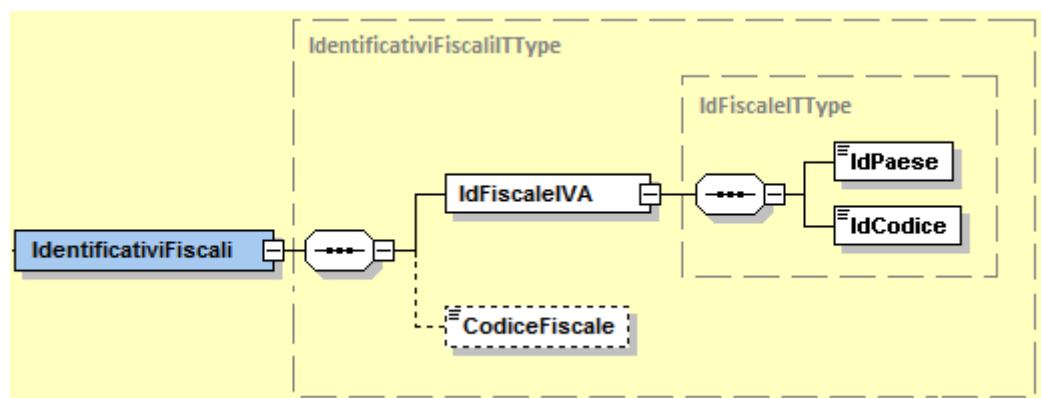 IdentificativiFiscaliITType
IdFiscaleITType
IdPaese
IdFiscaleIVA
IdCodice
IdentificativiFiscali
CodiceFiscale